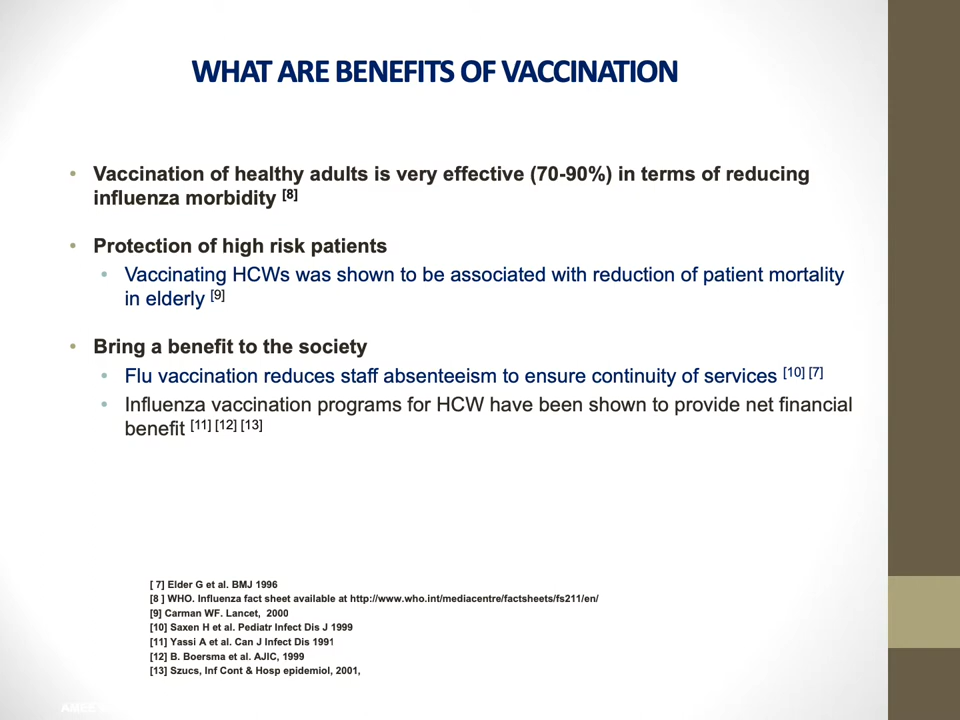 WHAT ARE BENEFITS OF VACCINATION
• Vaccination of healthy adults is very effective (70-90%) in terms of reducing
influenza morbidity [8]
• Protection of high risk patients
• Vaccinating HCWs was shown to be associated with reduction of patient mortality
in elderly [9]
• Bring a benefit to the society
• Flu vaccination reduces staff absenteeism to ensure continuity of services [10] [7]
• Influenza vaccination programs for HCW have been shown to provide net financial
benefit [11] [12] [13]
[ 7] Elder G et al. BMJ 1996
[8 ] WHO. Influenza fact sheet available at http://www.who.int/mediacentre/factsheets/fs211/en/
[9] Carman WF. Lancet, 2000
[10] Saxen H et al. Pediatr Infect Dis J 1999
[11] Yassi A et al. Can J Infect Dis 1991
[12] B. Boersma et al. AJIC, 1999
[13] Szucs, Inf Cont & Hosp epidemiol, 2001,